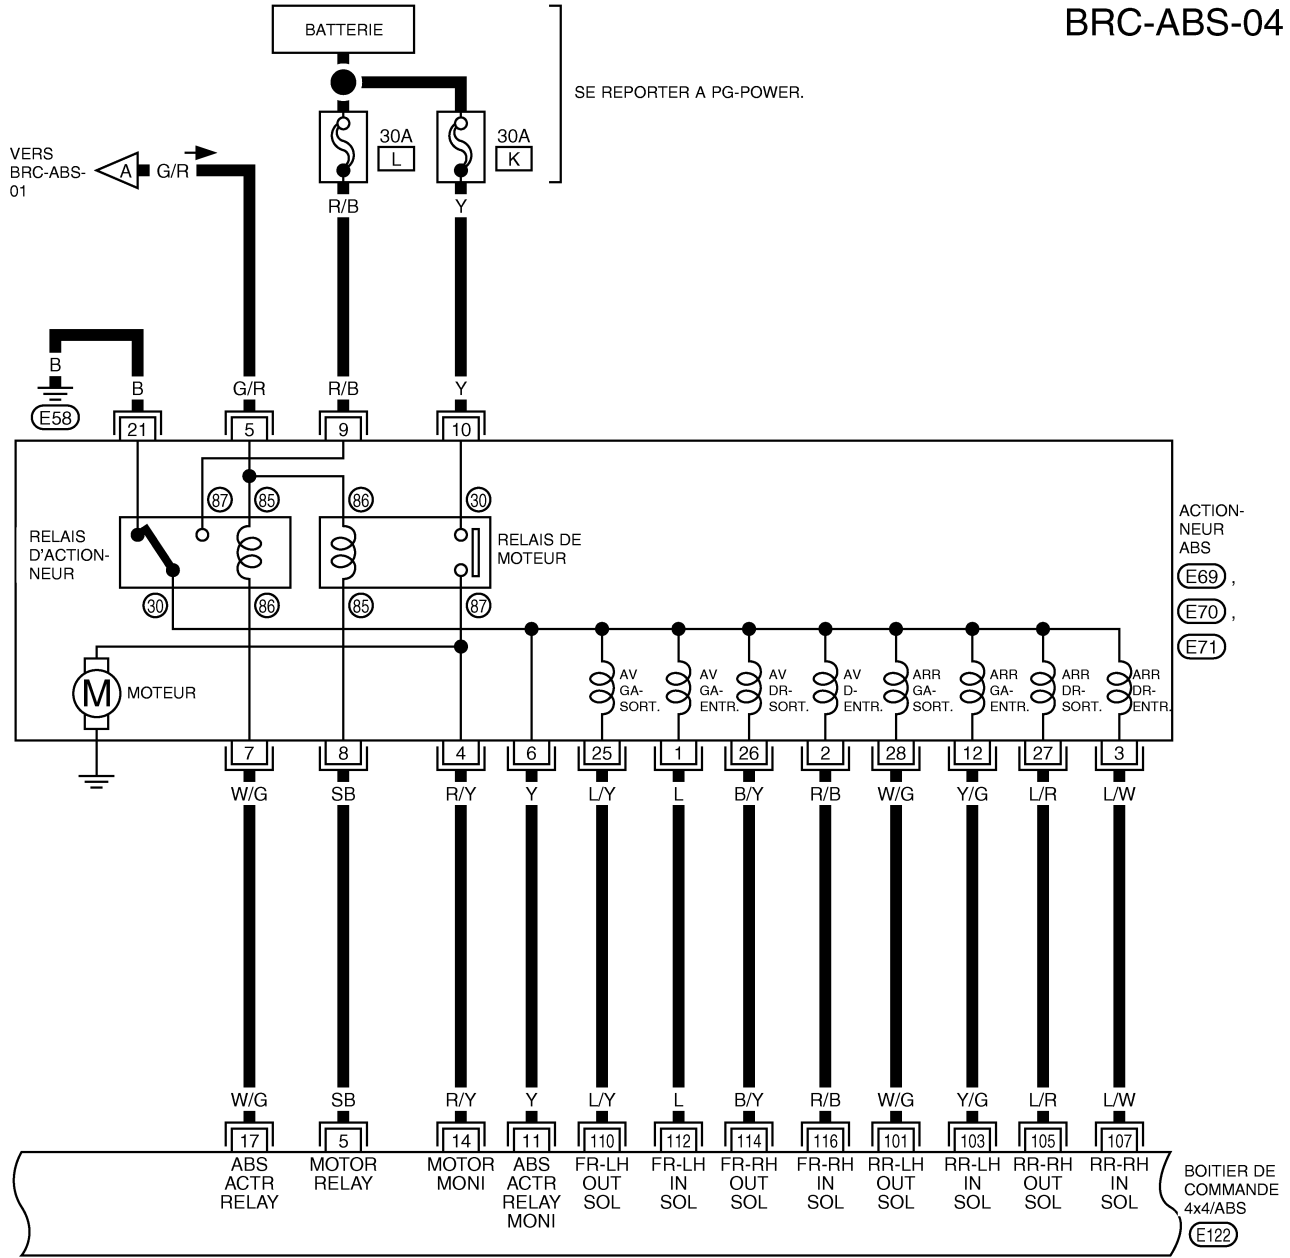 BRC-ABS-04
BATTERIE
SE REPORTER A PG-POWER.
30A
L
30A
K
VERS
BRC-ABS-
01
A
G/R
R/B
Y
B
B
G/R
R/B
Y
E58
21
5
9
10
87
85
86
30
RELAIS
D'ACTION-
NEUR
RELAIS DE
MOTEUR
ACTION-
NEUR
ABS
E69 ,
E70 ,
E71
30
86
85
87
M
MOTEUR
AV
GA-
SORT.
AV
GA-
ENTR.
AV
DR-
SORT.
AV
D-
ENTR.
ARR
GA-
SORT.
ARR
GA-
ENTR.
ARR
DR-
SORT.
ARR
DR-
ENTR.
7
8
4
6
25
1
26
2
28
12
27
3
W/G
SB
R/Y
Y
L/Y
L
B/Y
R/B
W/G
Y/G
L/R
L/W
W/G
SB
R/Y
Y
L/Y
L
B/Y
R/B
W/G
Y/G
L/R
L/W
17
5
14
11
110
112
114
116
101
103
105
107
ABS
ACTR
RELAY
MOTOR
RELAY
MOTOR
MONI
ABS
ACTR
RELAY
MONI
FR-LH
OUT
SOL
FR-LH
IN
SOL
FR-RH
OUT
SOL
FR-RH
IN
SOL
RR-LH
OUT
SOL
RR-LH
IN
SOL
RR-RH
OUT
SOL
RR-RH
IN
SOL
BOITIER DE
COMMANDE
4x4/ABS
E122